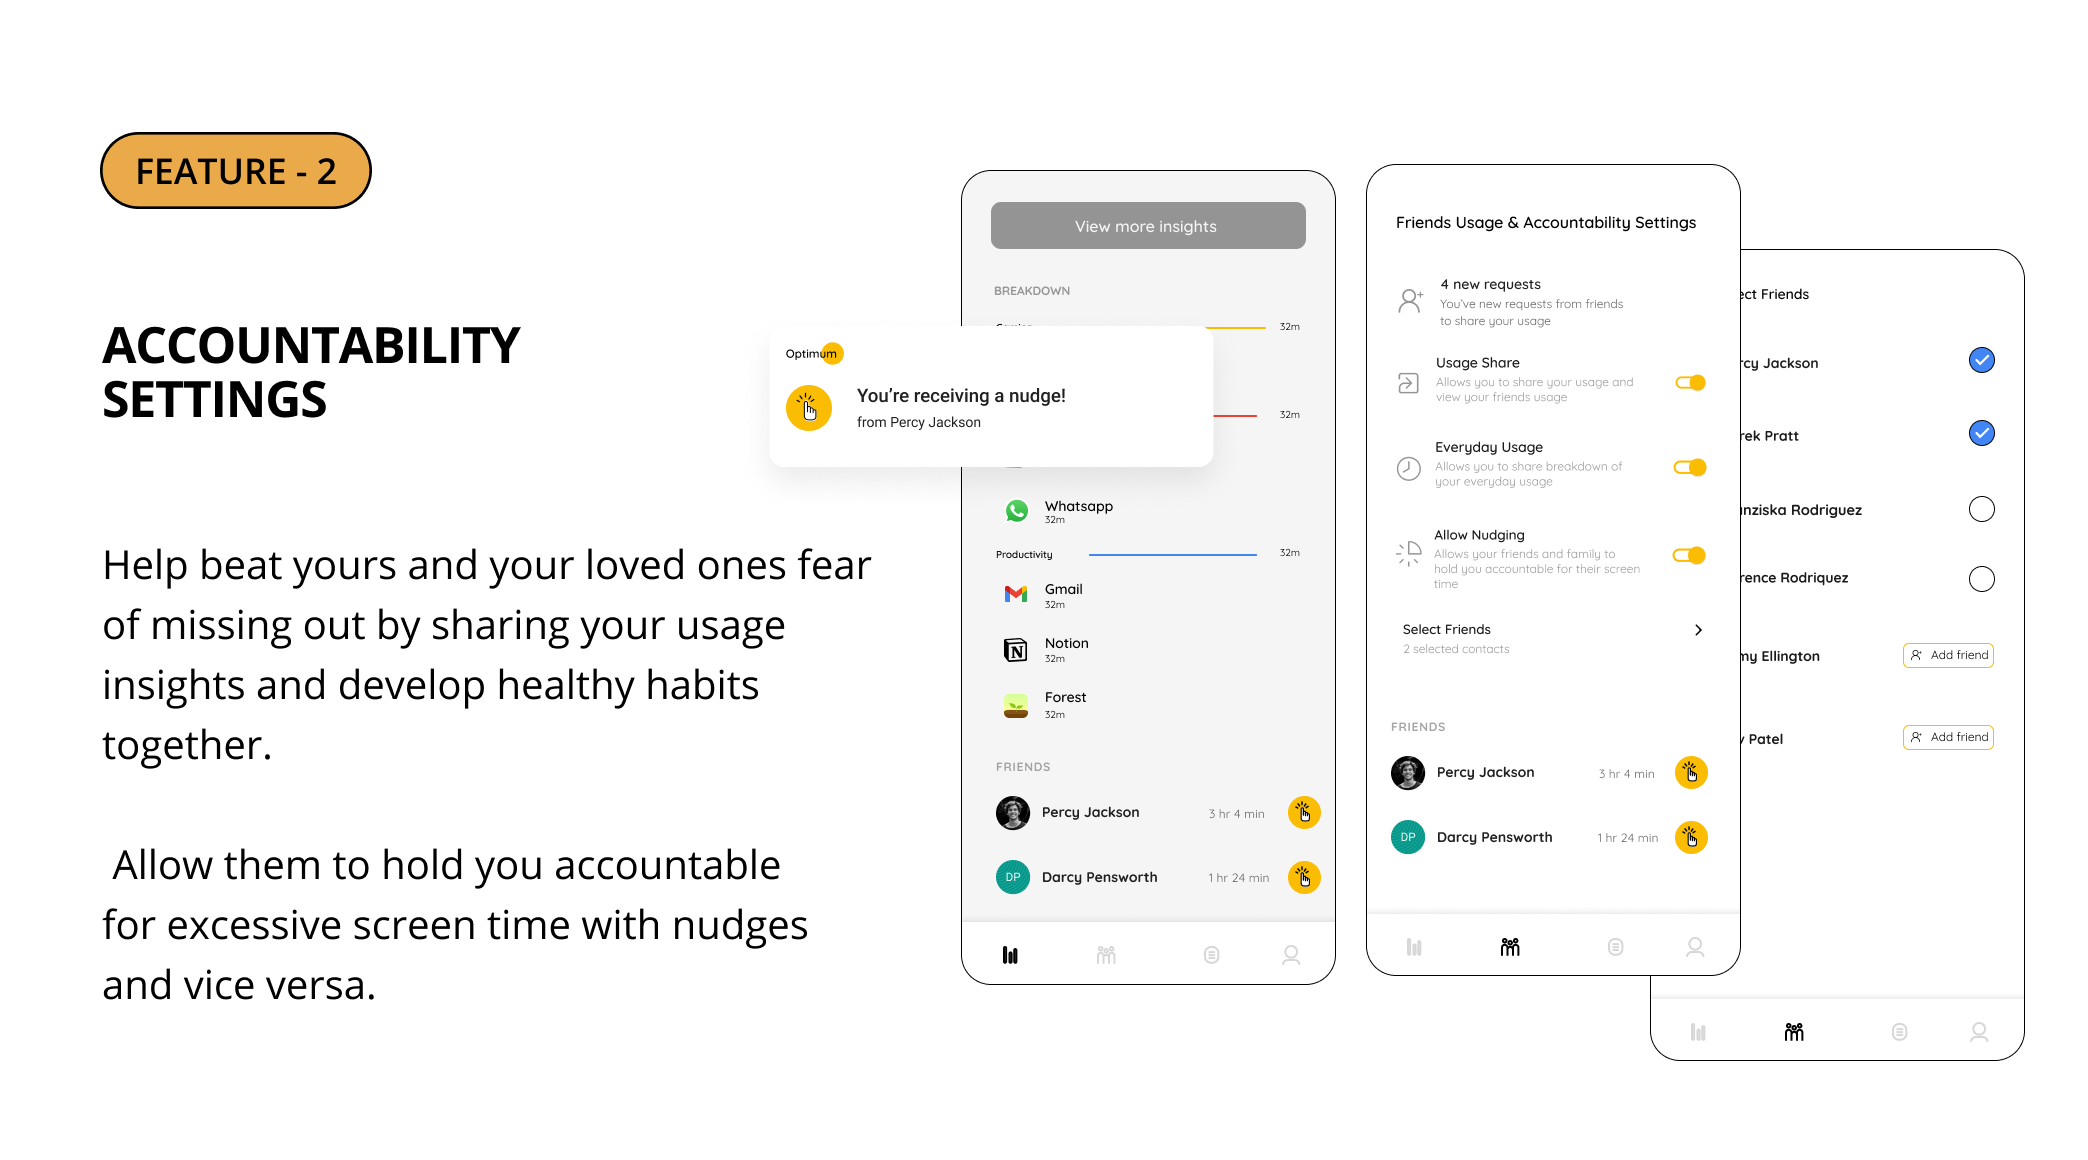 FEATURE - 2
ACCOUNTABILITY
SETTINGS
Help beat yours and your loved ones fear
of missing out by sharing your usage
insights and develop healthy habits
together.
Allow them to hold you accountable
for excessive screen time with nudges
and vice versa.
View more insights
BREAKDOWN
32m
Optimum
You're receiving a nudge!
from Percy Jackson
32m
Whatsapp
32m
Productivity 32m
Gmail
32m
Notion
32m
Forest
32m
FRIENDS
Percy Jackson 3 hr 4 min
DP Darcy Pensworth 1 hr 24 min
Friends Usage & Accountability Settings
4 new requests
You've new requests from friends
to share your usage
Usage Share
Allows you to share your usage and
view your friends usage
Everyday Usage
Allows you to share breakdown of
your everyday usage
Allow Nudging
Allows your friends and family to
hold you accountable for their screen
time
Select Friends
2 selected contacts
FRIENDS
Percy Jackson 3 hr 4 min
DP Darcy Pensworth 1 hr 24 min
Friends
Jackson
Pratt
Rodriguez
Rodriquez
Ellington Add friend
Patel Add friend